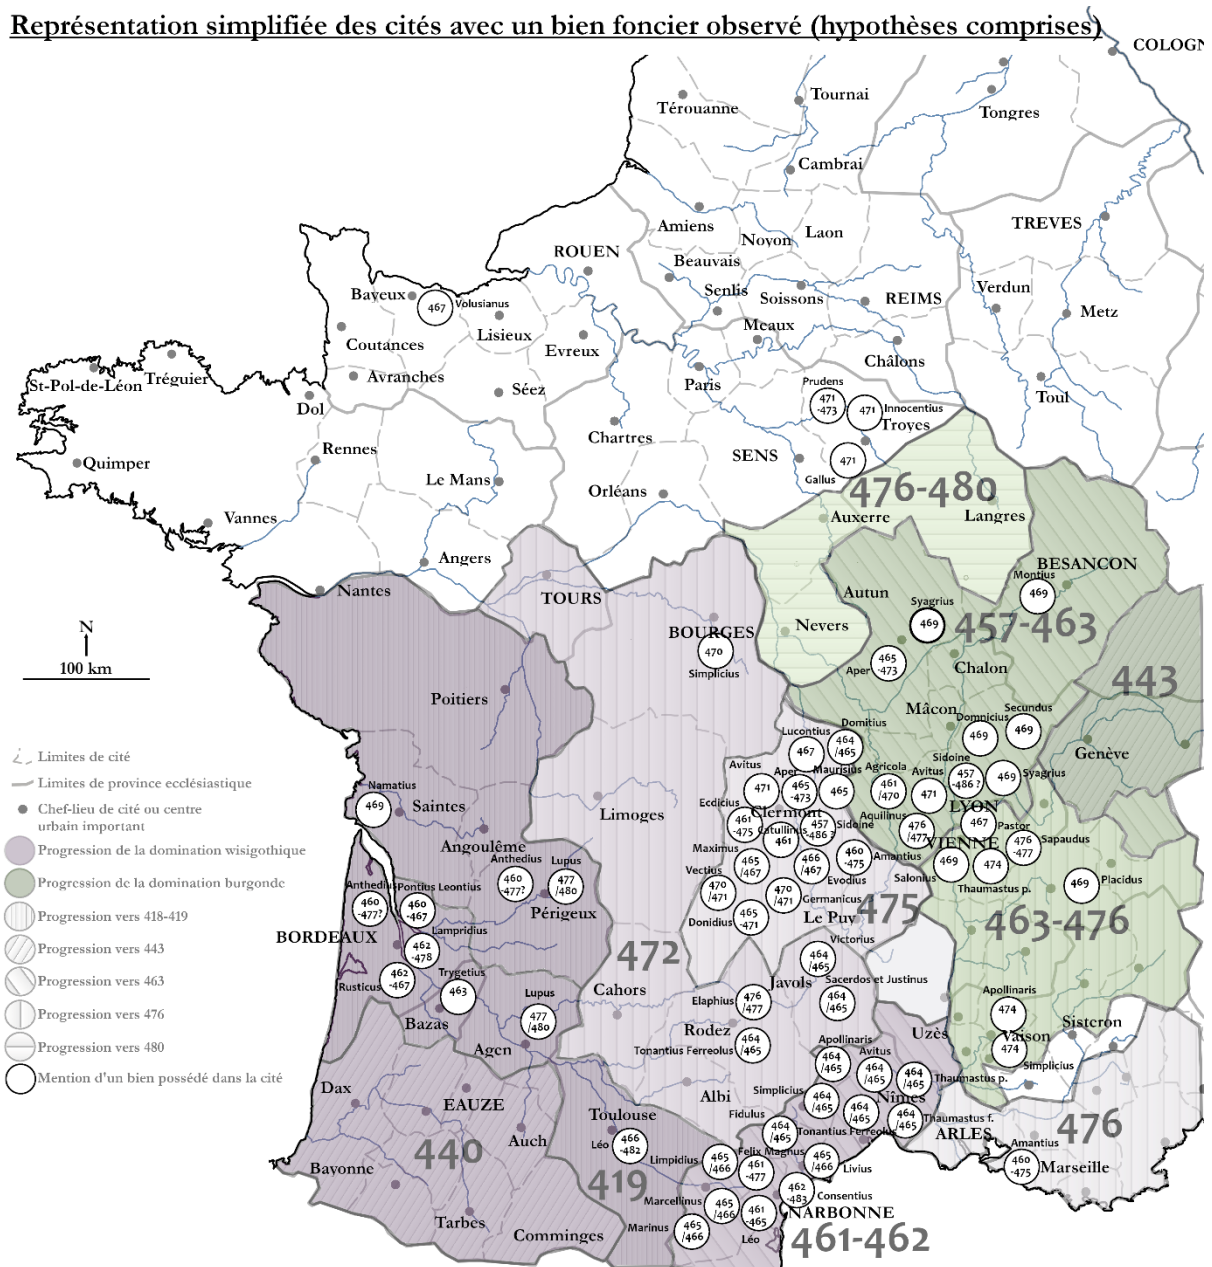 Représentation simplifiée des cités avec un bien foncier observé (hypothèses comprises)
COLOGN
Térouanne
Tournai
Tongres
Cambrai
TREVES
Amiens
Noyon
Laon
ROUEN
Beauvais
Senlis
Soissons
REIMS
Verdun
Metz
Bayeux
467
Volusianus
Lisieux
Meaux
Coutances
Evreux
Châlons
Avranches
Séez
Paris
Toul
St-Pol-de-Léon
Tréguier
Dol
Prudens
471
-473
471
Innocentius
Troyes
Chartres
Rennes
SENS
471
Gallus
Quimper
Le Mans
Orléans
476-480
Vannes
Auxerre
Langres
Angers
BESANCON
Montius
469
Nantes
TOURS
Autun
Syagrius
469
457-463
Nevers
N
100 km
BOURGES
470
Simplicius
Aper
465
-473
Chalon
443
Poitiers
Mâcon
Domnicius
469
Secundus
469
Genève
Limites de cité
Limites de province ecclésiastique
Chef-lieu de cité ou centre
urbain important
Progression de la domination wisigothique
Progression de la domination burgonde
Progression vers 418-419
Progression vers 443
Progression vers 463
Progression vers 476
Progression vers 480
Mention d'un bien possédé dans la cité
Domitius
464
/465
Lucontius
467
Avitus
471
Aper
465
-473
Maurisius
465
Agricola
461
/470
Avitus
471
Sidoine
457
-486 ?
469
Syagrius
Namatius
469
Saintes
Limoges
Ecdicius
461
-475
Clermont
Catullinus
461
457
-486 ?
Sidoine
Aquilinus
476
/477
LYON
467
Pastor
VIENNE
476
-477
Sapaudus
Angoulême
Maximus
465
/467
466
/467
Evodius
460
-475
Amantius
469
Salonius
474
Thaumastus p.
469
Placidus
Anthedius
460
-477?
Lupus
477
/480
Périgueux
Vectius
470
/471
470
/471
Germanicus
Anthedius
460
-477?
Pontius Leontius
460
-467
Donidius
465
-471
Le Puy
475
463-476
BORDEAUX
Lampridius
462
-478
Victorius
464
/465
472
Rusticus
462
-467
Trygetius
463
Cahors
Javols
Sacerdos et Justinus
464
/465
Elaphius
476
/477
Apollinaris
474
Lupus
477
/480
Bazas
Rodez
Vaison
474
Simplicius
Sisteron
Agen
Tonantius Ferreolus
464
/465
Uzès
Apollinaris
464
/465
Avitus
464
/465
464
/465
Thaumastus p.
Dax
EAUZE
Albi
Simplicius
464
/465
464
/465
Tonantius Ferreolus
Nîmes
464
/465
Thaumastus f.
Toulouse
Fidulus
464
/465
ARLES
476
Auch
440
Léo
466
-482
Limpidius
465
/466
Felix Magnus
461
-477
465
/466
Livius
Amantius
460
-475
Marseille
Bayonne
419
Marcellinus
465
/466
462
-483
Consentius
461
-465
Léo
NARBONNE
Tarbes
Comminges
Marinus
465
/466
461-462